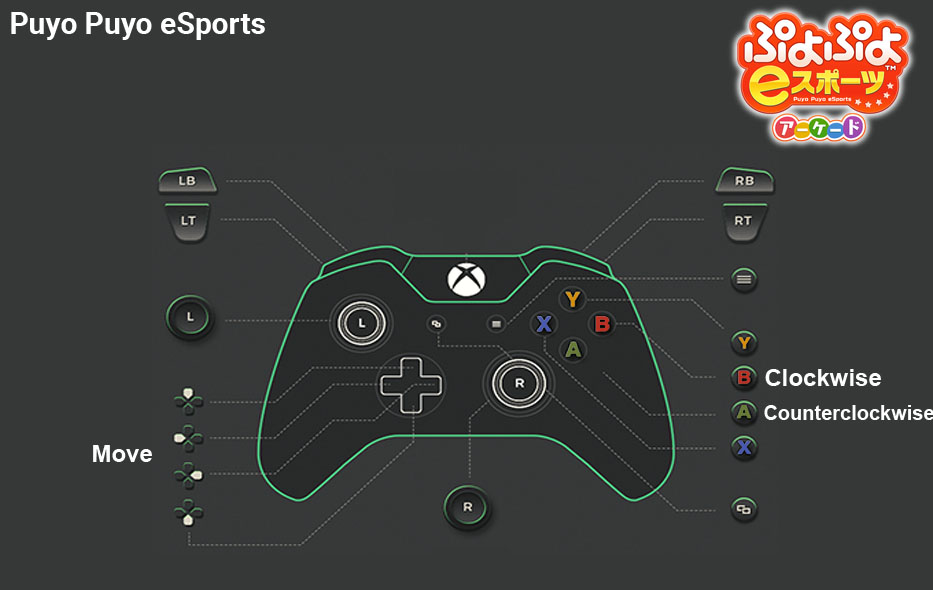 Puyo Puyo eSports
ぷよぷよ
eスポーツ
TM
Puyo Puyo eSports
アーケード
LB
RB
LT
RT
L
L
Y
X
B
A
R
Y
B Clockwise
A Counterclockwise
X
Move
R